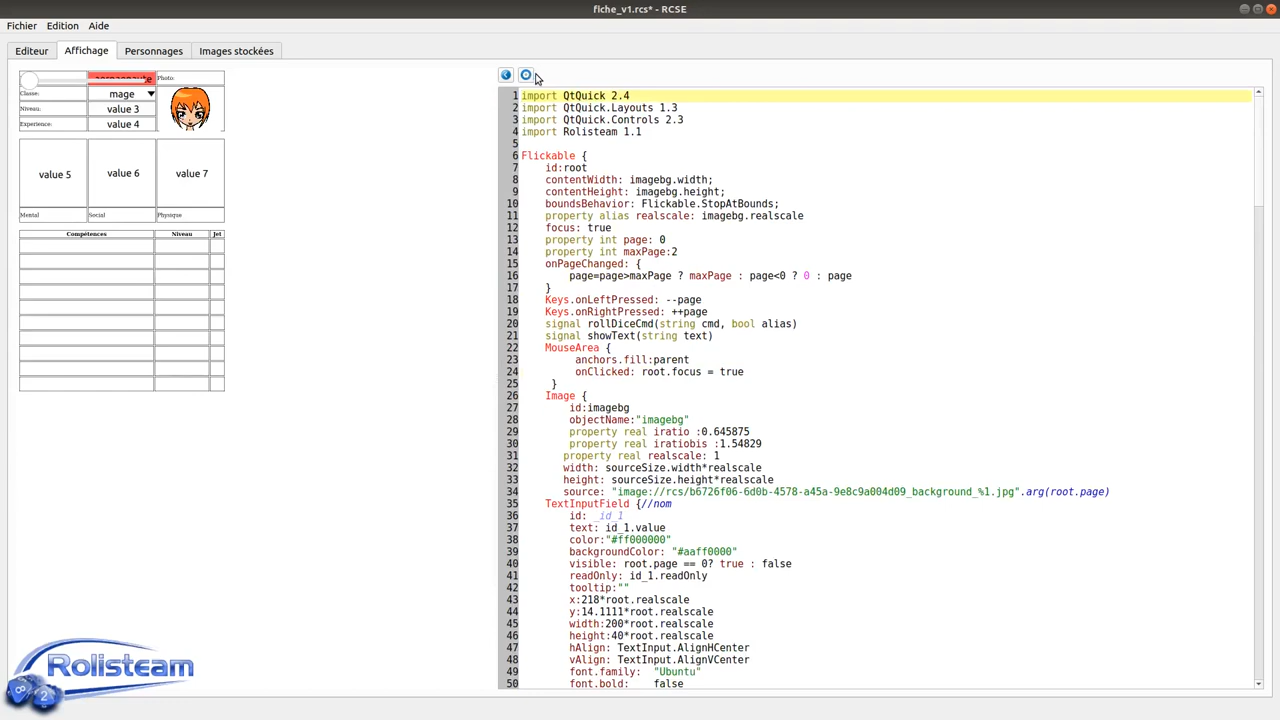 fiche_v1.rcs* - RCSE
Fichier Edition Aide
Editeur Affichage Personnages Images stockées
Photo:
Classe: mage
Niveau: value 3
Experience: value 4
value 5 value 6 value 7
Mental Social Physique
Compétences Niveau Jet
Rolisteam
8 2
1 import QtQuick 2.4
2 import QtQuick.Layouts 1.3
3 import QtQuick.Controls 2.3
4 import Rolisteam 1.1
5
6 Flickable {
7 id:root
8 contentWidth: imagebg.width;
9 contentHeight: imagebg.height;
10 boundsBehavior: Flickable.StopAtBounds;
11 property alias realscale: imagebg.realscale
12 focus: true
13 property int page: 0
14 property int maxPage:2
15 onPageChanged: {
16 page=page>maxPage ? maxPage : page<0 ? 0 : page
17 }
18 Keys.onLeftPressed: --page
19 Keys.onRightPressed: ++page
20 signal rollDiceCmd(string cmd, bool alias)
21 signal showText(string text)
22 MouseArea {
23 anchors.fill:parent
24 onClicked: root.focus = true
25 }
26 Image {
27 id:imagebg
28 objectName:"imagebg"
29 property real iratio :0.645875
30 property real iratiobis :1.54829
31 property real realscale: 1
32 width: sourceSize.width*realscale
33 height: sourceSize.height*realscale
34 source: "image://rcs/b6726f06-6d0b-4578-a45a-9e8c9a004d09_background_%1.jpg".arg(root.page)
35 TextInputField {//nom
36 id: _id_1
37 text: id_1.value
38 color:"#ff000000"
39 backgroundColor: "#aaff0000"
40 visible: root.page == 0? true : false
41 readOnly: id_1.readOnly
42 tooltip:""
43 x:218*root.realscale
44 y:14.1111*root.realscale
45 width:200*root.realscale
46 height:40*root.realscale
47 hAlign: TextInput.AlignHCenter
48 vAlign: TextInput.AlignVCenter
49 font.family: "Ubuntu"
50 font.bold: false